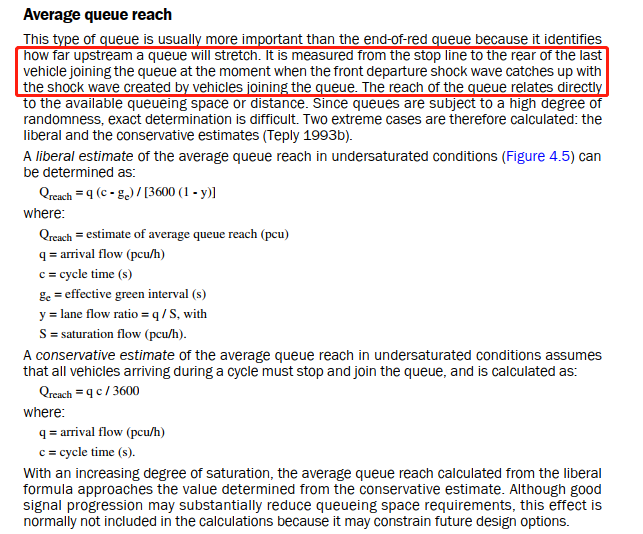 Average queue reach
This type of queue is usually more important than the end-of-red queue because it identifies
how far upstream a queue will stretch. It is measured from the stop line to the rear of the last
vehicle joining the queue at the moment when the front departure shock wave catches up with
the shock wave created by vehicles joining the queue. The reach of the queue relates directly
to the available queueing space or distance. Since queues are subject to a high degree of
randomness, exact determination is difficult. Two extreme cases are therefore calculated: the
liberal and the conservative estimates (Teply 1993b).
A liberal estimate of the average queue reach in undersaturated conditions (Figure 4.5) can
be determined as:
Qreach = q (c - ge) / [3600 (1 - y)]
where:
Qreach = estimate of average queue reach (pcu)
q = arrival flow (pcu/h)
c = cycle time (s)
ge = effective green interval (s)
y = lane flow ratio = q / S, with
S = saturation flow (pcu/h).
A conservative estimate of the average queue reach in undersaturated conditions assumes
that all vehicles arriving during a cycle must stop and join the queue, and is calculated as:
Qreach = q c / 3600
where:
q = arrival flow (pcu/h)
c = cycle time (s).
With an increasing degree of saturation, the average queue reach calculated from the liberal
formula approaches the value determined from the conservative estimate. Although good
signal progression may substantially reduce queueing space requirements, this effect is
normally not included in the calculations because it may constrain future design options.